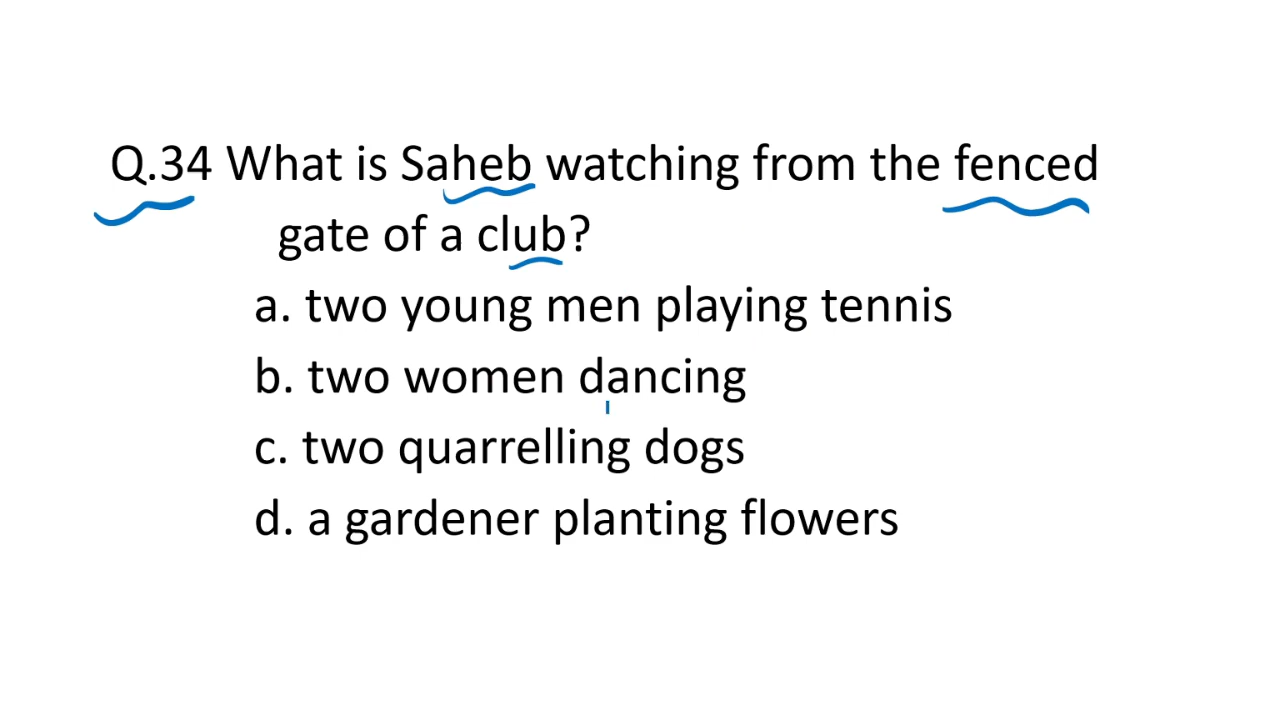 Q.34 What is Saheb watching from the fenced
gate of a club?
a. two young men playing tennis
b. two women dancing
c. two quarrelling dogs
d. a gardener planting flowers